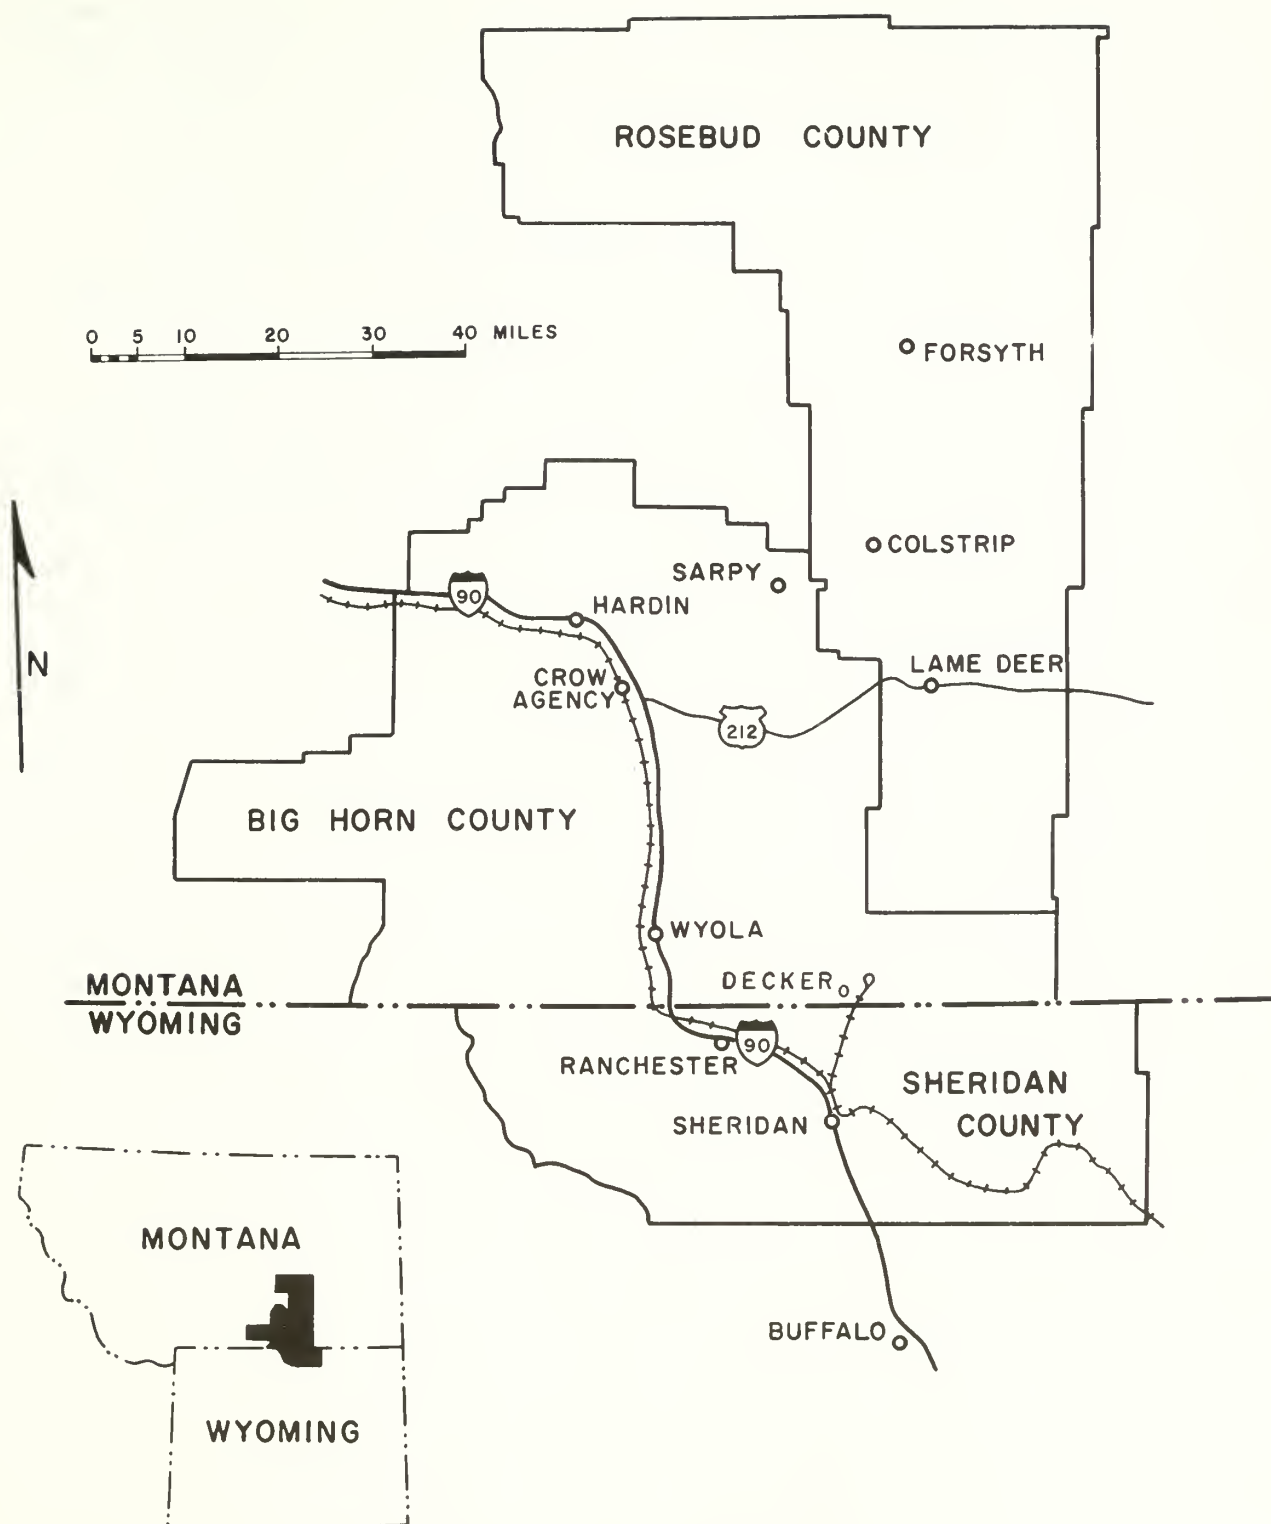 ROSEBUD COUNTY
0 5 10 20 30 40 MILES
FORSYTH
COLSTRIP
SARPY
90
HARDIN
N
LAME DEER
CROW
AGENCY
212
BIG HORN COUNTY
WYOLA
MONTANA
DECKER
WYOMING
90
RANCHESTER
SHERIDAN
COUNTY
SHERIDAN
MONTANA
BUFFALO
WYOMING